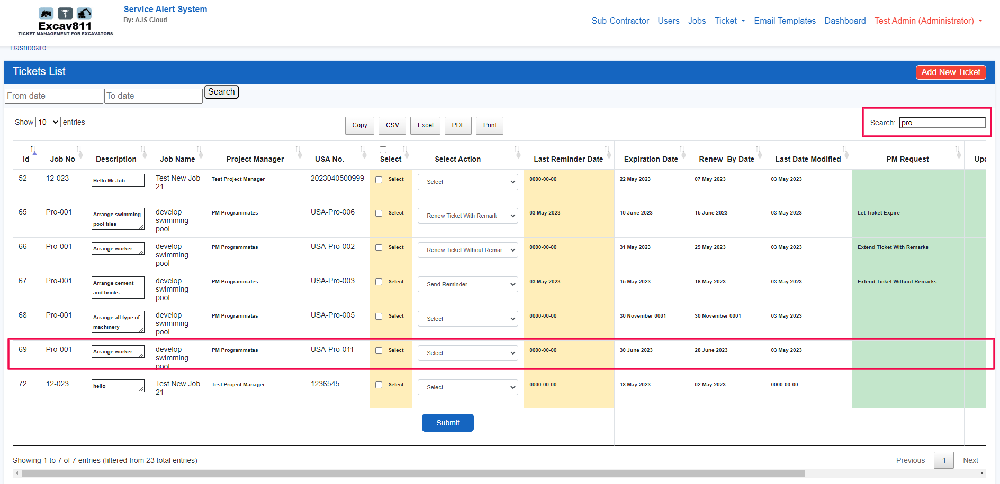 Excav811
TICKET MANAGEMENT FOR EXCAVATORS
Service Alert System
By: AJS Cloud
Sub-Contractor Users Jobs Ticket Email Templates Dashboard Test Admin (Administrator)
Dashboard
Tickets List
Add New Ticket
From date To date Search
Show 10 entries
Copy CSV Excel PDF Print
Search: pro
Id Job No Description Job Name Project Manager USA No. Select Select Action Last Reminder Date Expiration Date Renew By Date Last Date Modified PM Request
52 12-023 Hello Mr Job Test New Job Test Project Manager 2023040500999 Select Select 0000-00-00 22 May 2023 07 May 2023 03 May 2023
21
65 Pro-001 Arrange swimming develop PM Programmates USA-Pro-006 Select Renew Ticket With Remark 03 May 2023 10 June 2023 15 June 2023 03 May 2023 Let Ticket Expire
pool tiles swimming
pool
66 Pro-001 Arrange worker develop PM Programmates USA-Pro-002 Select Renew Ticket Without Remar 0000-00-00 31 May 2023 29 May 2023 03 May 2023 Extend Ticket With Remarks
swimming
pool
67 Pro-001 Arrange cement develop PM Programmates USA-Pro-003 Select Send Reminder 03 May 2023 15 May 2023 16 May 2023 03 May 2023 Extend Ticket Without Remarks
and bricks swimming
pool
68 Pro-001 Arrange all type of develop PM Programmates USA-Pro-005 Select Select 0000-00-00 30 November 0001 30 November 0001 03 May 2023
machinery swimming
pool
69 Pro-001 Arrange worker develop PM Programmates USA-Pro-011 Select Select 0000-00-00 30 June 2023 28 June 2023 03 May 2023
swimming
pool
72 12-023 hello Test New Job Test Project Manager 1236545 Select Select 0000-00-00 18 May 2023 02 May 2023 0000-00-00
21
Submit
Showing 1 to 7 of 7 entries (filtered from 23 total entries)
Previous 1 Next